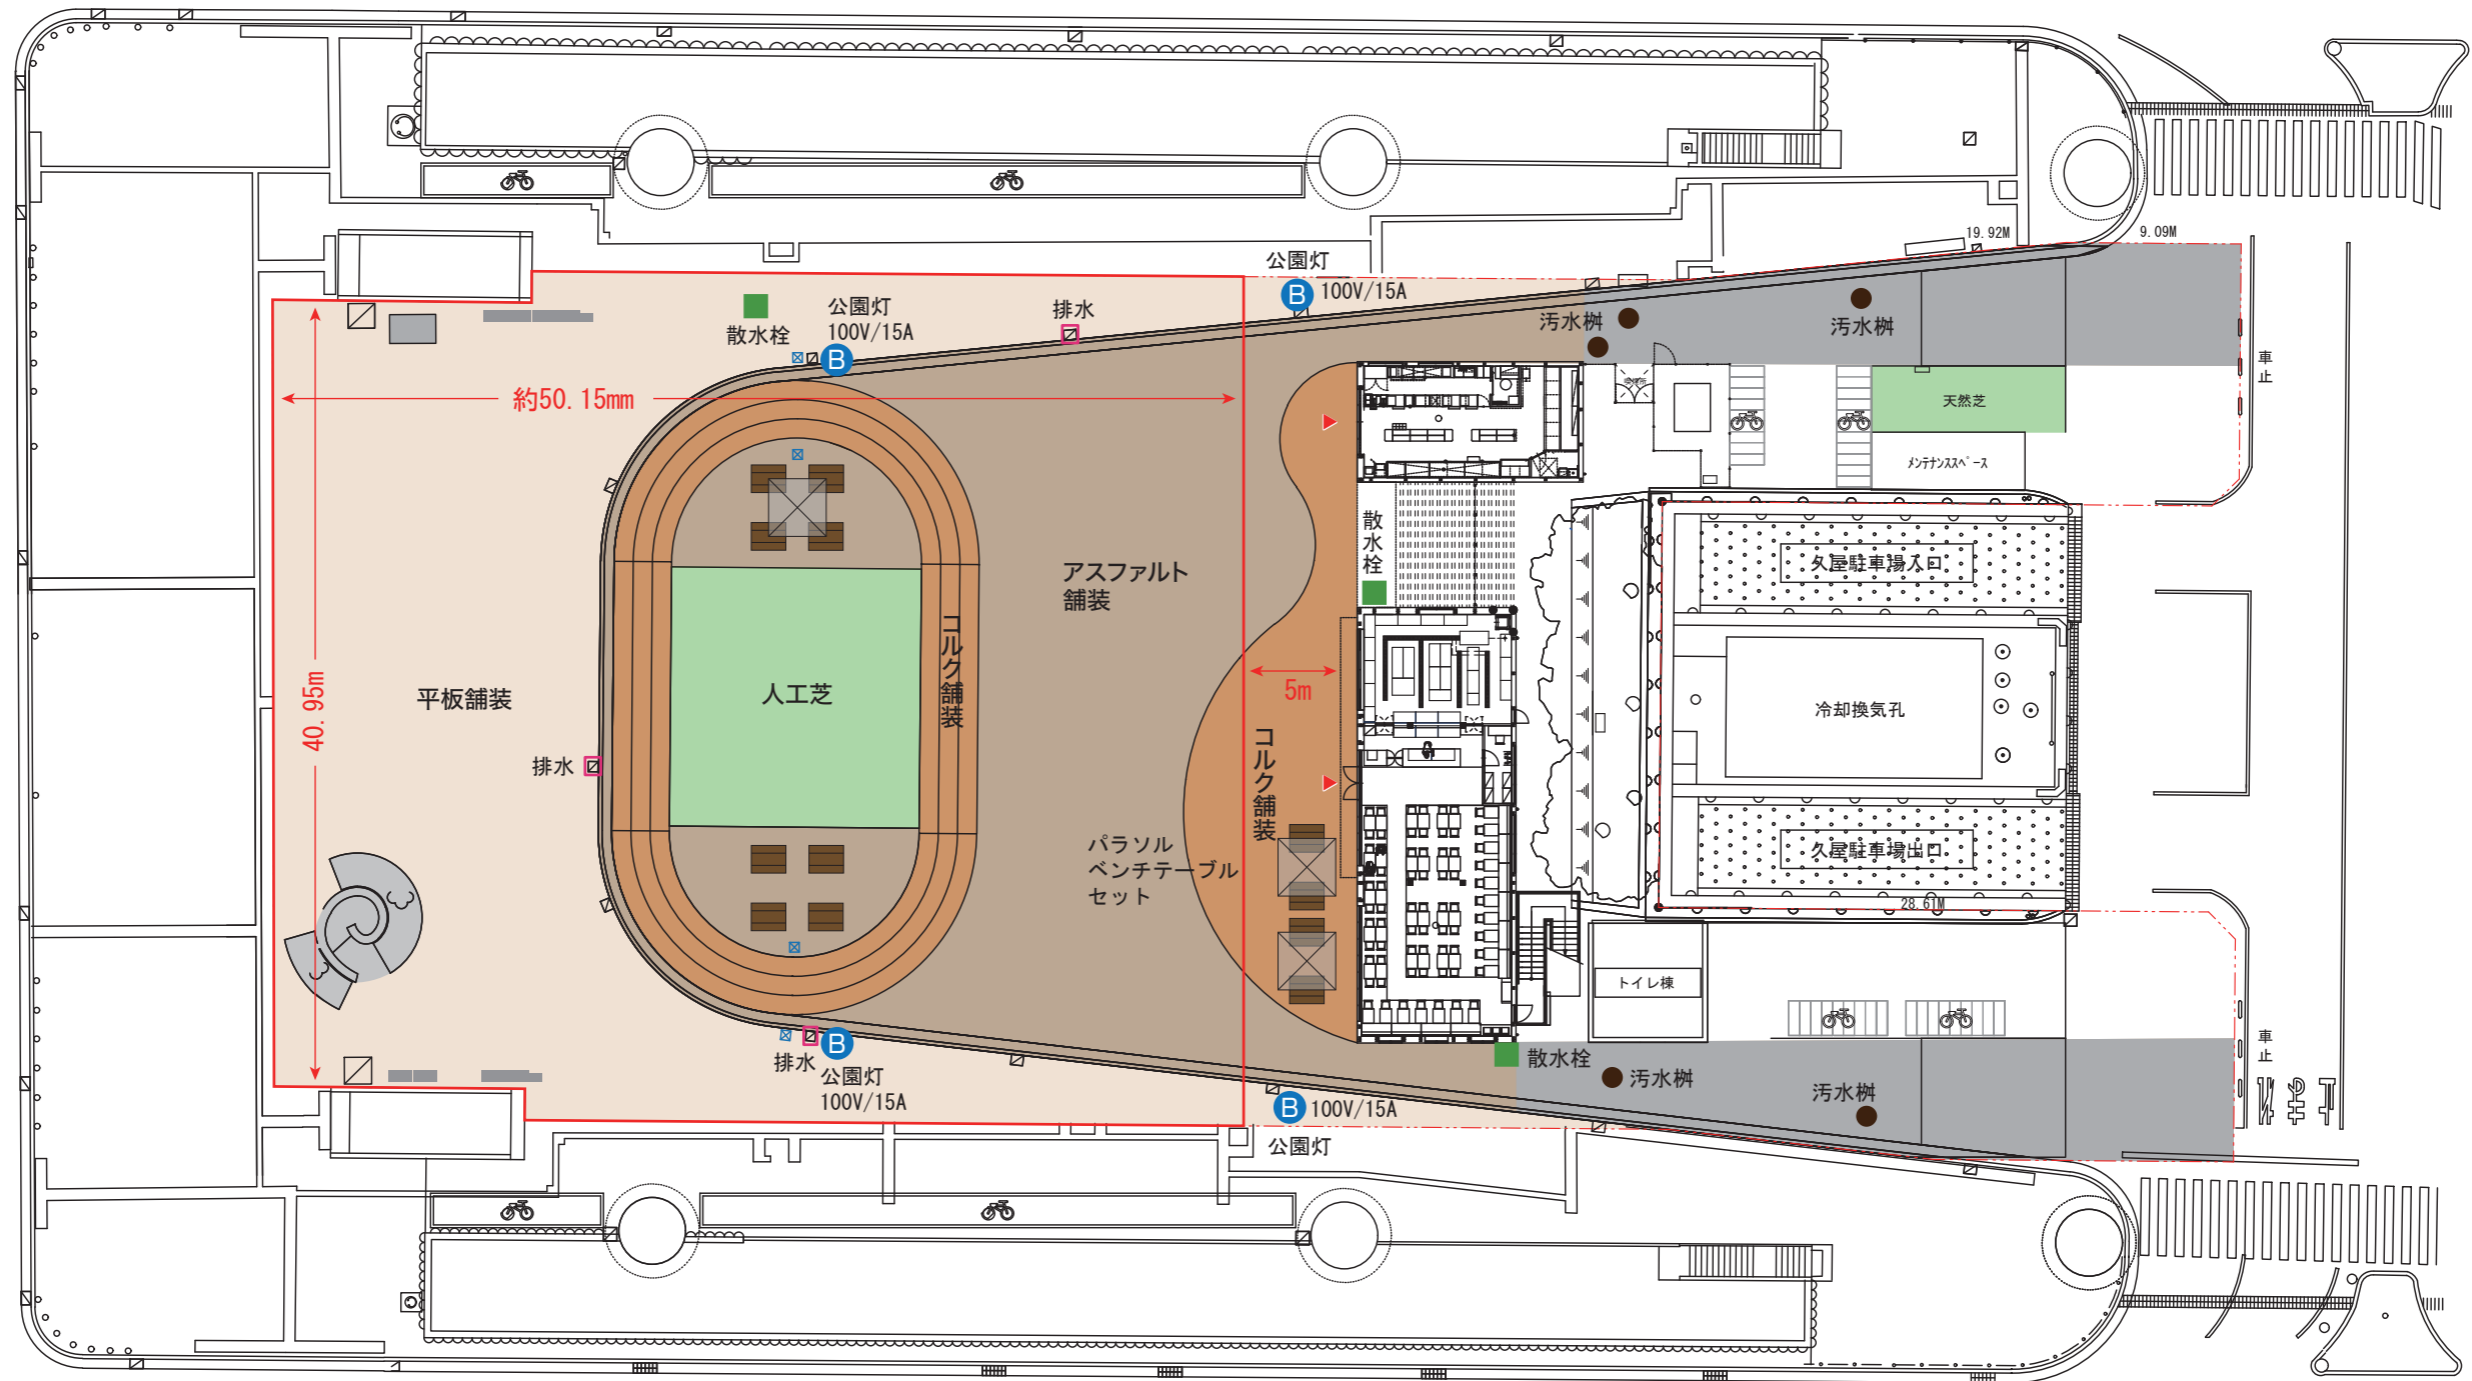 19.92M
9.09M
公園灯
B 100V/15A
公園灯
100V/15A
B
散水栓
排水
汚水桝
汚水桝
車止
約50.15mm
喫煙所
天然芝
メンテナンススペース
散水栓
アスファルト
舗装
久屋駐車場入口
コルク舗装
40.95m
平板舗装
人工芝
5m
冷却換気孔
排水
コルク舗装
パラソル
ベンチテーブル
セット
久屋駐車場出口
28.61M
トイレ棟
排水
B
公園灯
100V/15A
散水栓
汚水桝
汚水桝
車止
B 100V/15A
公園灯